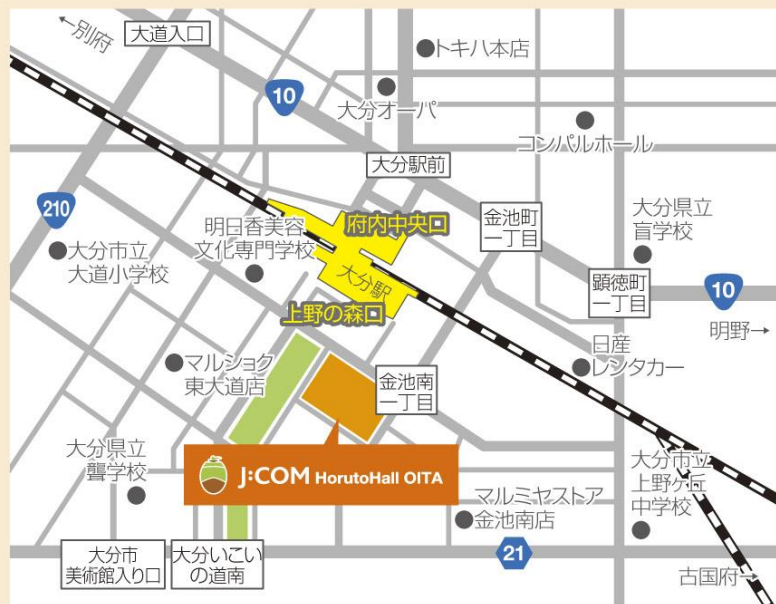 ←別府
大道入口
トキハ本店
10
大分オーパ
コンパルホール
大分駅前
210
明日香美容
文化専門学校
府内中央口
金池町
一丁目
大分県立
盲学校
大分市立
大道小学校
大分駅
顕徳町
一丁目
10
明野→
上野の森口
日産
レンタカー
マルショク
東大道店
金池南
一丁目
大分県立
聾学校
J:COM HorutoHall OITA
マルミヤストア
金池南店
大分市立
上野ヶ丘
中学校
大分市
美術館入り口
大分いこい
の道南
21
古国府→